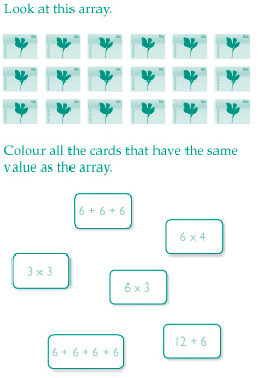 Look at this array.
Colour all the cards that have the same
value as the array.
6 + 6 + 6
6 x 4
3 x 3
6 x 3
12 + 6
6 + 6 + 6 + 6